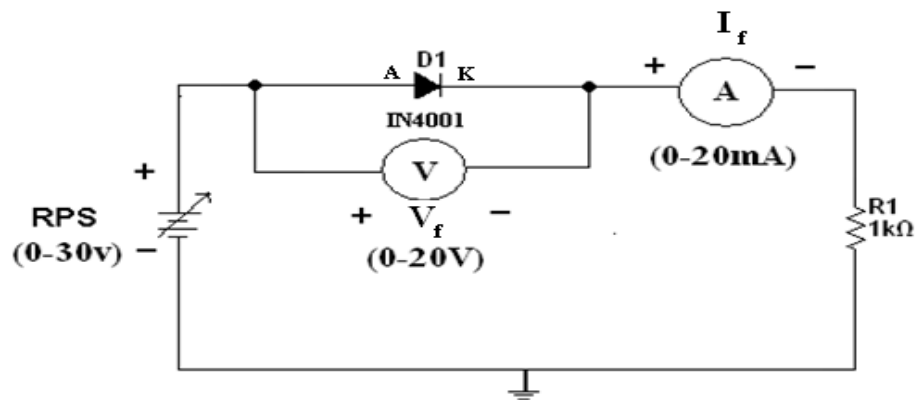 I f
D1
A K
+ −
A
IN4001
(0-20mA)
V
+ −
V f
(0-20V)
+
RPS
(0-30v)
−
R1
1kΩ